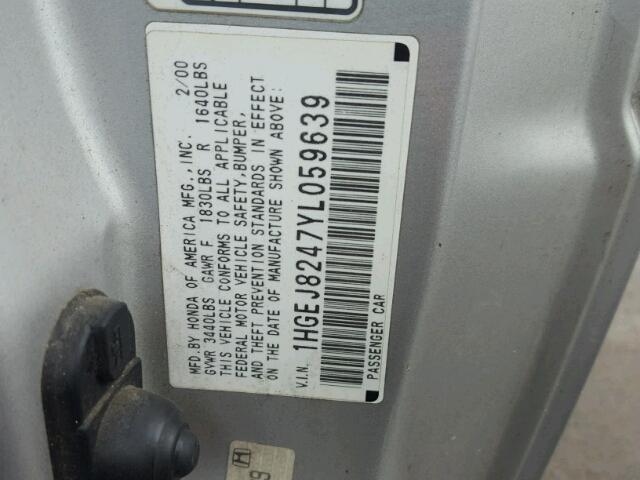 MFD. BY HONDA OF AMERICA MFG.,INC. 2/00
GVWR 3440LBS GAWR F 1830LBS R 1640LBS
THIS VEHICLE CONFORMS TO ALL APPLICABLE
FEDERAL MOTOR VEHICLE SAFETY,BUMPER,
AND THEFT PREVENTION STANDARDS IN EFFECT
ON THE DATE OF MANUFACTURE SHOWN ABOVE:
V.I.N. 1HGEJ8247YL059639
PASSENGER CAR